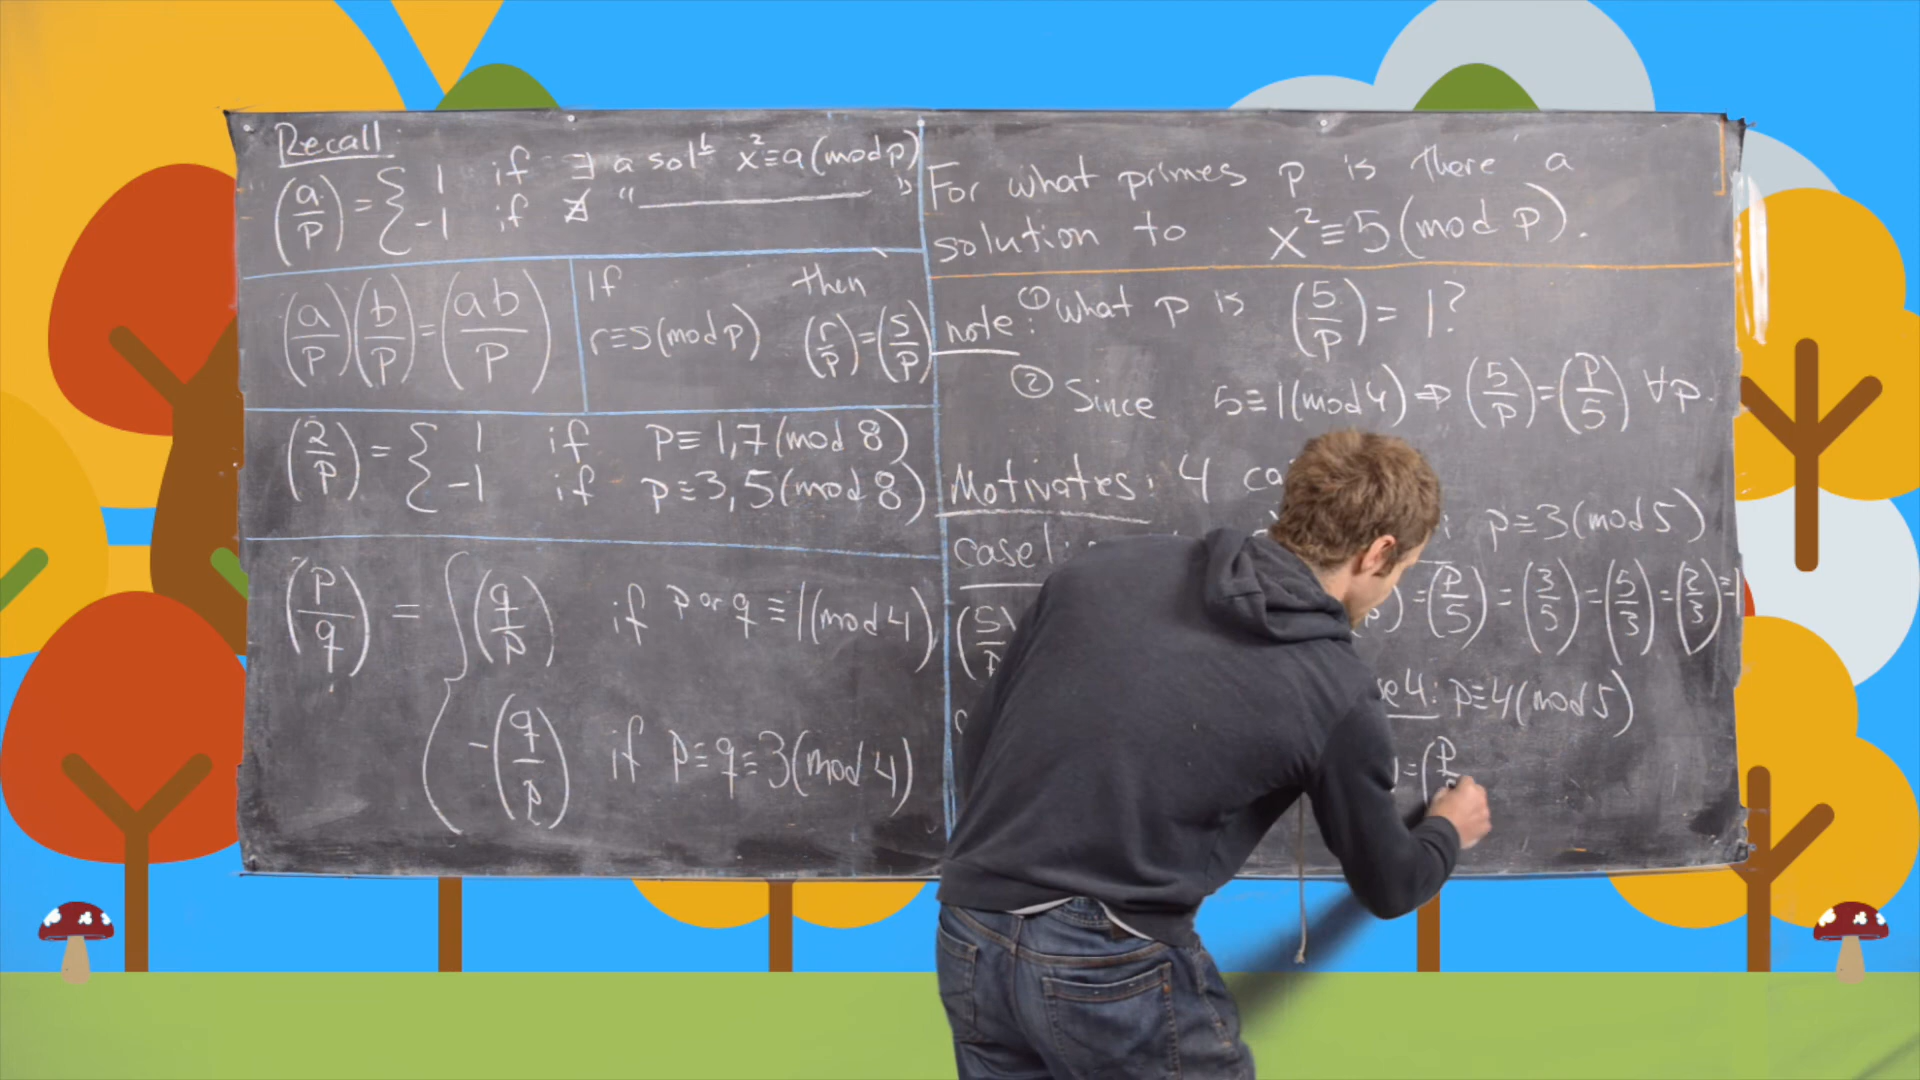 Recall
(a/p) = { 1 if ∃ a solⁿ x² ≡ a (mod p)
-1 if ∄ " ———— "
(a/p)(b/p) = (ab/p)
If then
r ≡ s (mod p) (r/p) = (s/p)
(2/p) = { 1 if p ≡ 1, 7 (mod 8)
-1 if p ≡ 3, 5 (mod 8)
(p/q) = { (q/p) if p or q ≡ 1 (mod 4)
-(q/p) if p ≡ q ≡ 3 (mod 4)
For what primes p is there a
solution to x² ≡ 5 (mod p).
note: ① what p is (5/p) = 1?
② Since 5 ≡ 1 (mod 4) ⇒ (5/p) = (p/5) ∀p.
Motivates: 4 ca
case 1: p ≡ 3 (mod 5)
(5/p) = (p/5) = (3/5) = (5/3) = (2/3) = -1
se 4: p ≡ 4 (mod 5)
) = (p